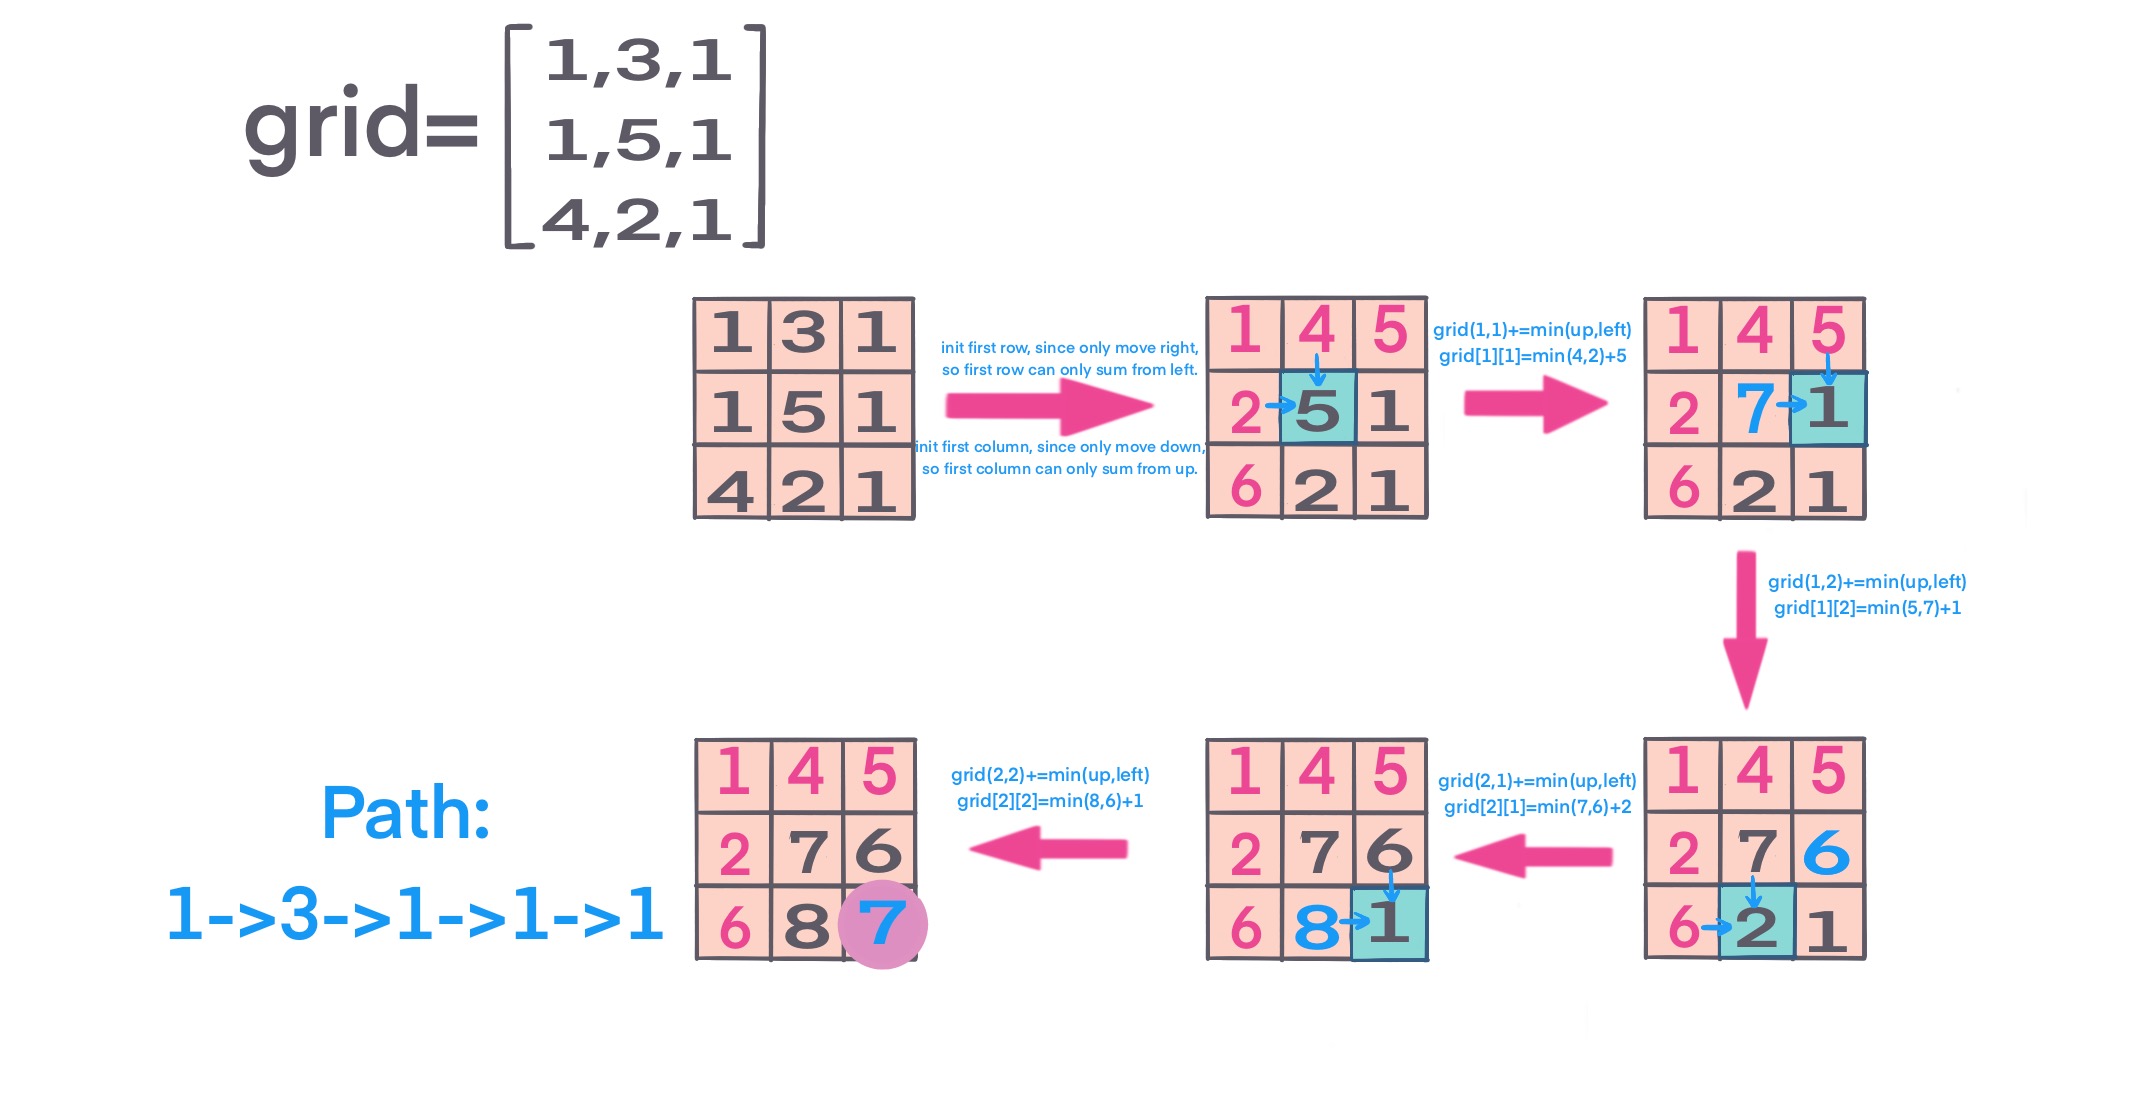 grid=
1,3,1
1,5,1
4,2,1
1 3 1
1 5 1
4 2 1
init first row, since only move right,
so first row can only sum from left.
init first column, since only move down,
so first column can only sum from up.
1 4 5
2 5 1
6 2 1
grid(1,1)+=min(up,left)
grid[1][1]=min(4,2)+5
1 4 5
2 7 1
6 2 1
grid(1,2)+=min(up,left)
grid[1][2]=min(5,7)+1
1 4 5
2 7 6
6 2 1
grid(2,1)+=min(up,left)
grid[2][1]=min(7,6)+2
1 4 5
2 7 6
6 8 1
grid(2,2)+=min(up,left)
grid[2][2]=min(8,6)+1
1 4 5
2 7 6
6 8 7
Path:
1->3->1->1->1